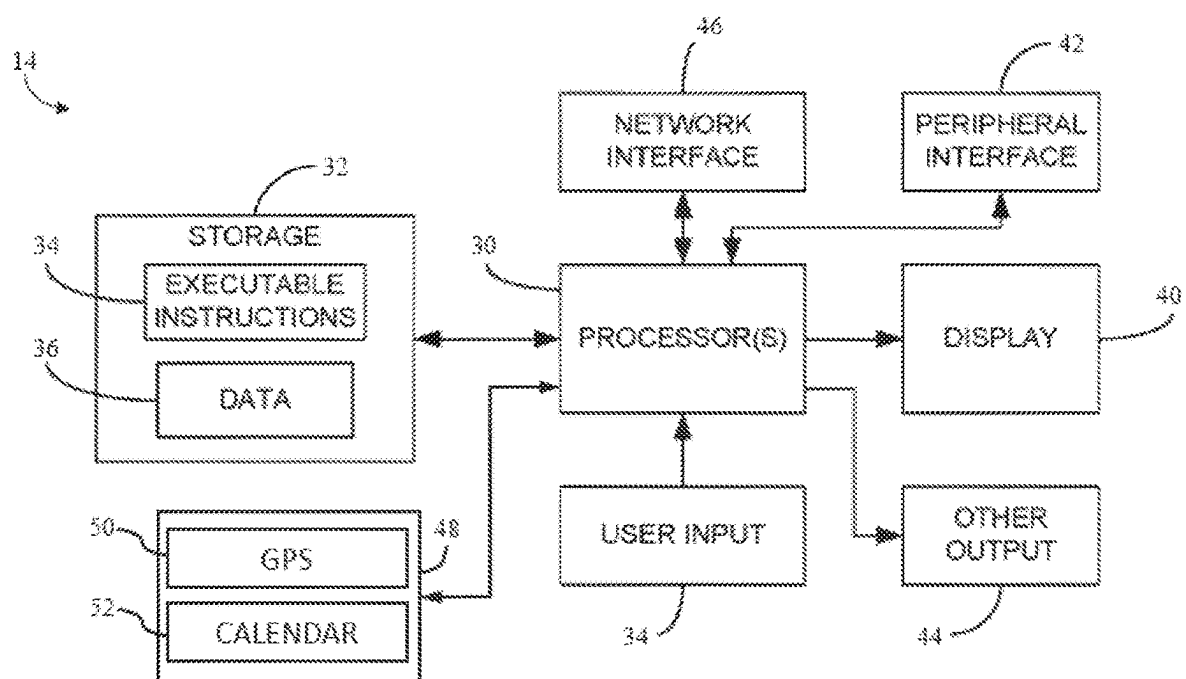 46
42
14
NETWORK
INTERFACE
PERIPHERAL
INTERFACE
32
STORAGE
34
EXECUTABLE
INSTRUCTIONS
30
PROCESSOR(S)
DISPLAY
40
36
DATA
50
GPS
48
USER INPUT
OTHER
OUTPUT
52
CALENDAR
34
44